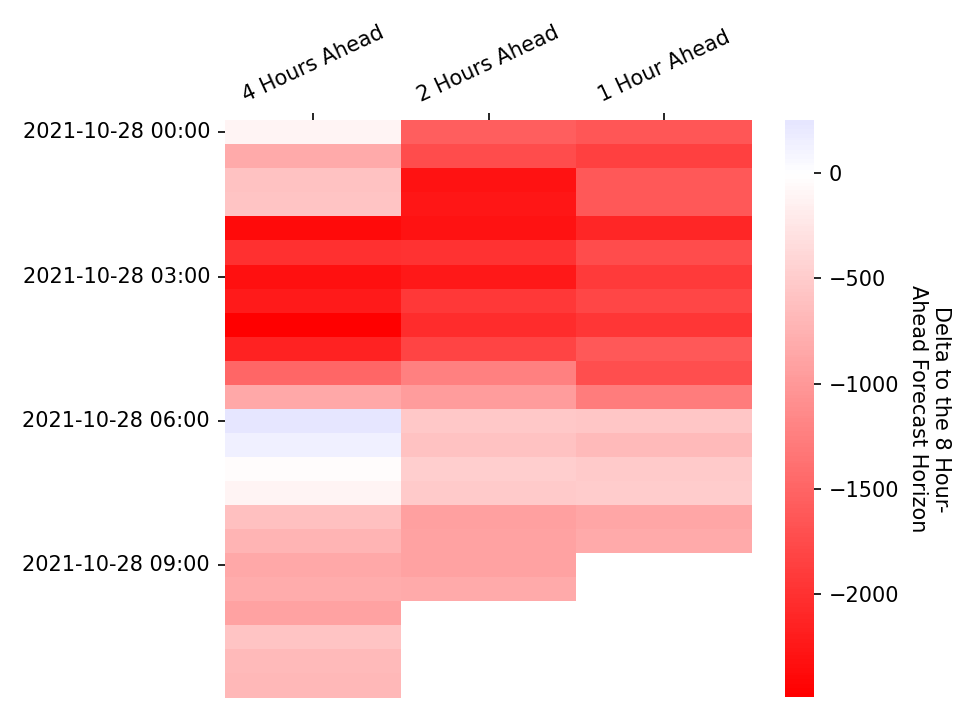 4 Hours Ahead
2 Hours Ahead
1 Hour Ahead
2021-10-28 00:00
2021-10-28 03:00
2021-10-28 06:00
2021-10-28 09:00
0
−500
−1000
−1500
−2000
Delta to the 8 Hour-
Ahead Forecast Horizon